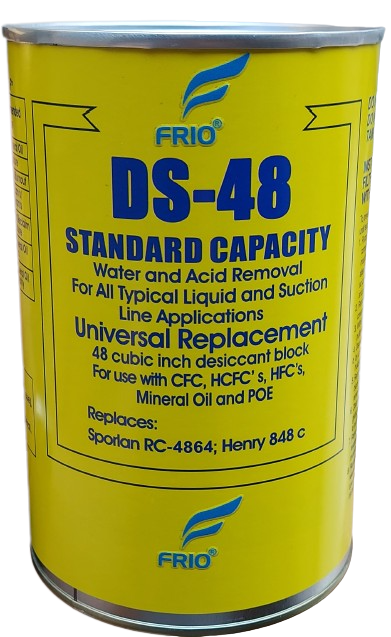 FRIO®
DS-48
STANDARD CAPACITY
Water and Acid Removal
For All Typical Liquid and Suction
Line Applications
Universal Replacement
48 cubic inch desiccant block
For use with CFC, HCFC' s, HFC's,
Mineral Oil and POE
Replaces:
Sporlan RC-4864; Henry 848 c
FRIO®